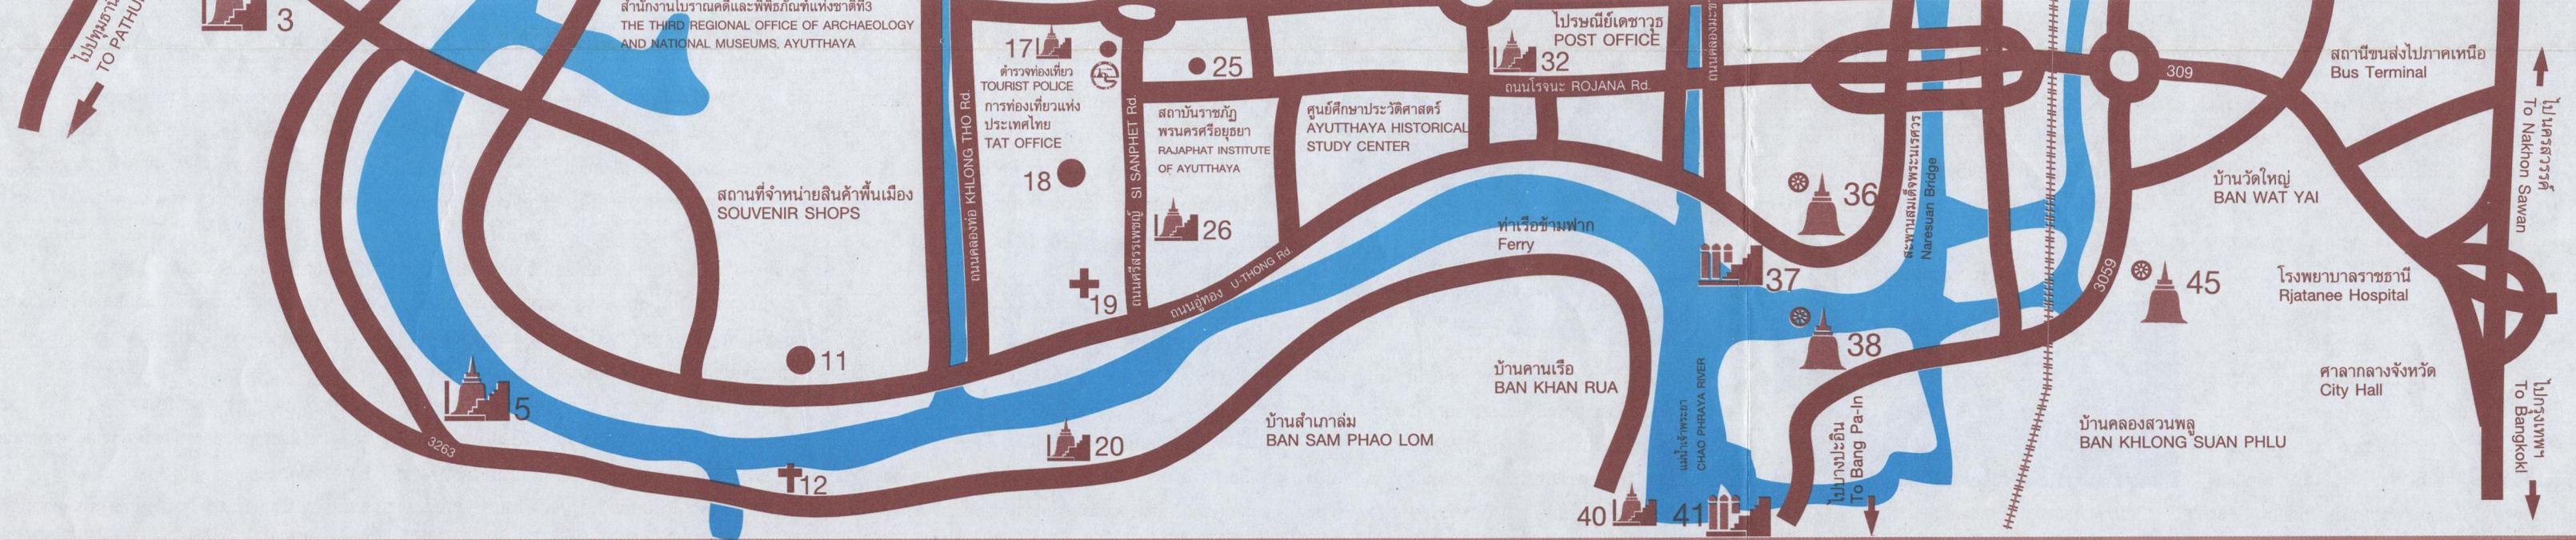 3
TO PATHU
สำนักงานโบราณคดีและพิพิธภัณฑ์แห่งชาติที่3
THE THIRD REGIONAL OFFICE OF ARCHAEOLOGY
AND NATIONAL MUSEUMS, AYUTTHAYA
17
ตำรวจท่องเที่ยว
TOURIST POLICE
การท่องเที่ยวแห่ง
ประเทศไทย
TAT OFFICE
18
19
ถนนคลองท่อ KHLONG THO Rd.
ถนนศรีสรรเพชญ์ SI SANPHET Rd.
25
สถาบันราชภัฏ
พระนครศรีอยุธยา
RAJAPHAT INSTITUTE
OF AYUTTHAYA
26
ศูนย์ศึกษาประวัติศาสตร์
AYUTTHAYA HISTORICAL
STUDY CENTER
ไปรษณีย์เดชาวุธ
POST OFFICE
32
ถนนโรจนะ ROJANA Rd.
309
สถานีขนส่งไปภาคเหนือ
Bus Terminal
ไปนครสวรรค์
To Nakhon Sawan
สถานที่จำหน่ายสินค้าพื้นเมือง
SOUVENIR SHOPS
ถนนอู่ทอง U-THONG Rd.
ท่าเรือข้ามฟาก
Ferry
36
สะพานสมเด็จพระนเรศวร
Naresuan Bridge
บ้านวัดใหญ่
BAN WAT YAI
37
3059
45
โรงพยาบาลราชธานี
Rjatanee Hospital
11
5
38
บ้านคานเรือ
BAN KHAN RUA
แม่น้ำเจ้าพระยา
CHAO PHRAYA RIVER
ศาลากลางจังหวัด
City Hall
3263
12
20
บ้านสำเภาล่ม
BAN SAM PHAO LOM
ไปบางปะอิน
To Bang Pa-In
บ้านคลองสวนพลู
BAN KHLONG SUAN PHLU
ไปกรุงเทพฯ
To Bangkokl
40
41